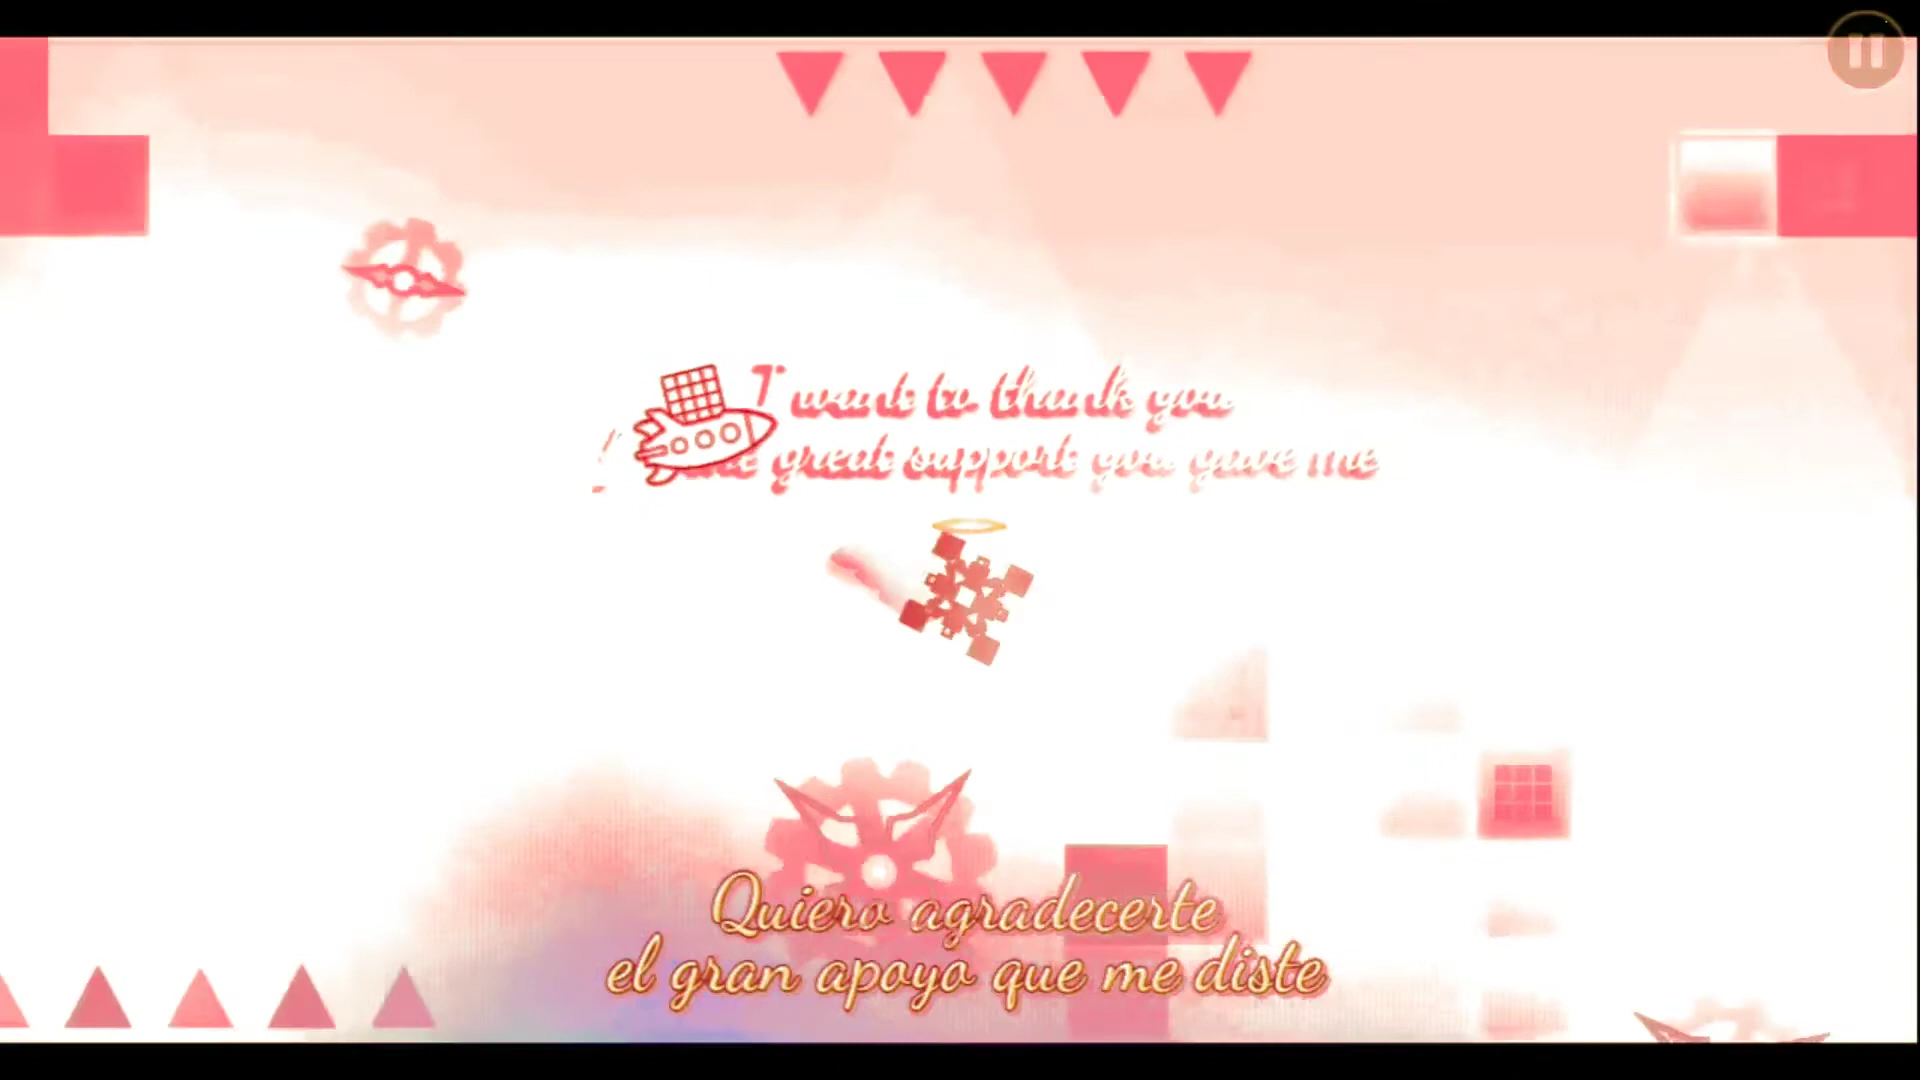 I want to thank you
great support you gave me
Quiero agradecerte
el gran apoyo que me diste